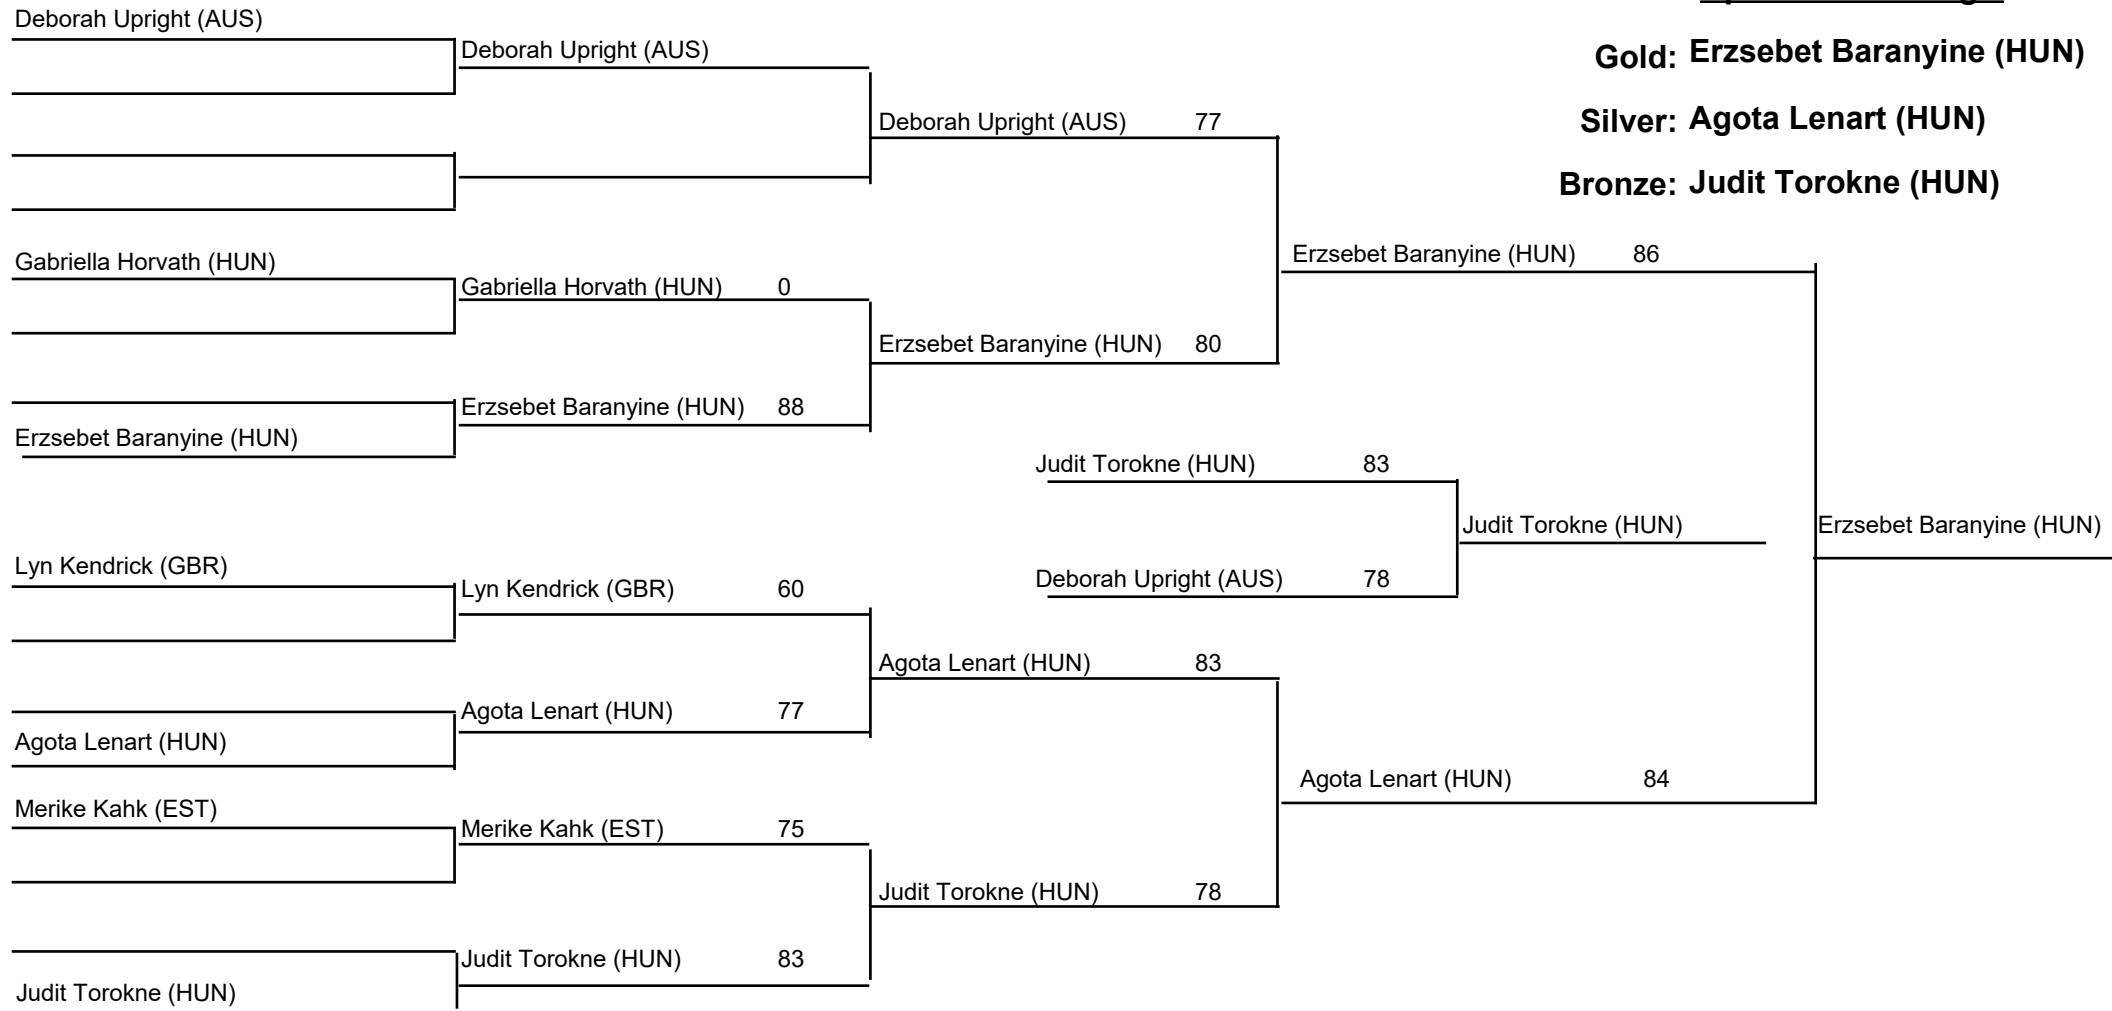 Deborah Upright (AUS)
Deborah Upright (AUS)
Gold: Erzsebet Baranyine (HUN)
Deborah Upright (AUS) 77
Silver: Agota Lenart (HUN)
Bronze: Judit Torokne (HUN)
Gabriella Horvath (HUN)
Gabriella Horvath (HUN) 0
Erzsebet Baranyine (HUN) 86
Erzsebet Baranyine (HUN) 80
Erzsebet Baranyine (HUN) 88
Erzsebet Baranyine (HUN)
Judit Torokne (HUN) 83
Judit Torokne (HUN)
Erzsebet Baranyine (HUN)
Lyn Kendrick (GBR)
Lyn Kendrick (GBR) 60
Deborah Upright (AUS) 78
Agota Lenart (HUN) 83
Agota Lenart (HUN) 77
Agota Lenart (HUN)
Agota Lenart (HUN) 84
Merike Kahk (EST)
Merike Kahk (EST) 75
Judit Torokne (HUN) 78
Judit Torokne (HUN) 83
Judit Torokne (HUN)